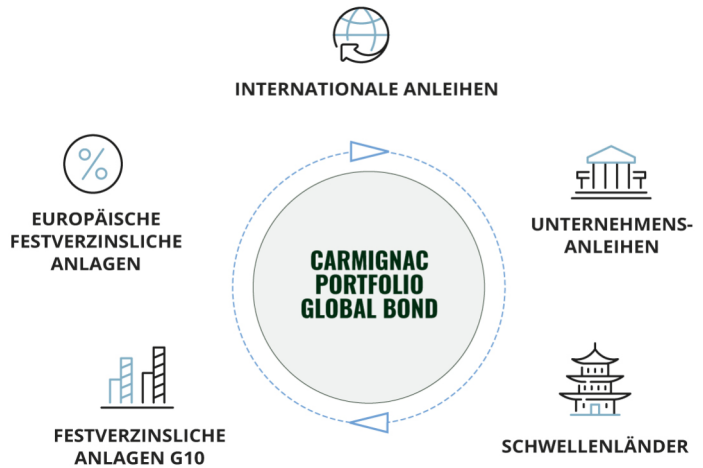 INTERNATIONALE ANLEIHEN
EUROPÄISCHE
FESTVERZINSLICHE
ANLAGEN
UNTERNEHMENS-
ANLEIHEN
CARMIGNAC
PORTFOLIO
GLOBAL BOND
FESTVERZINSLICHE
ANLAGEN G10
SCHWELLENLÄNDER